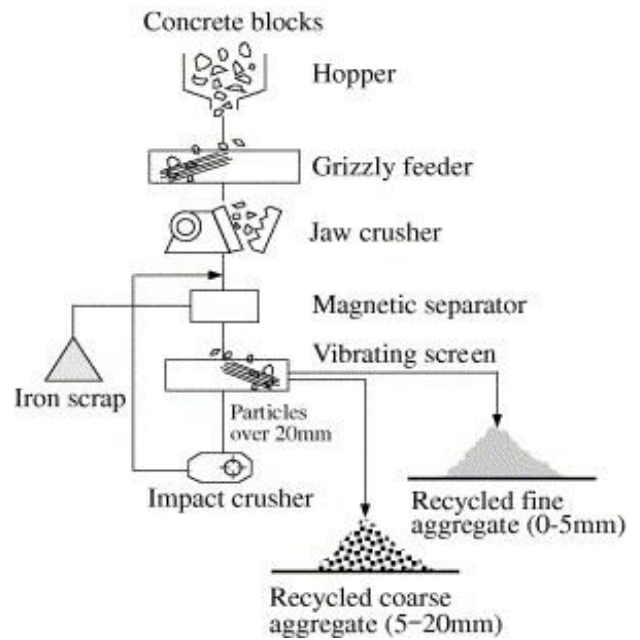 Concrete blocks
Hopper
Grizzly feeder
Jaw crusher
Magnetic separator
Vibrating screen
Iron scrap
Particles
over 20mm
Impact crusher
Recycled fine
aggregate (0-5mm)
Recycled coarse
aggregate (5-20mm)